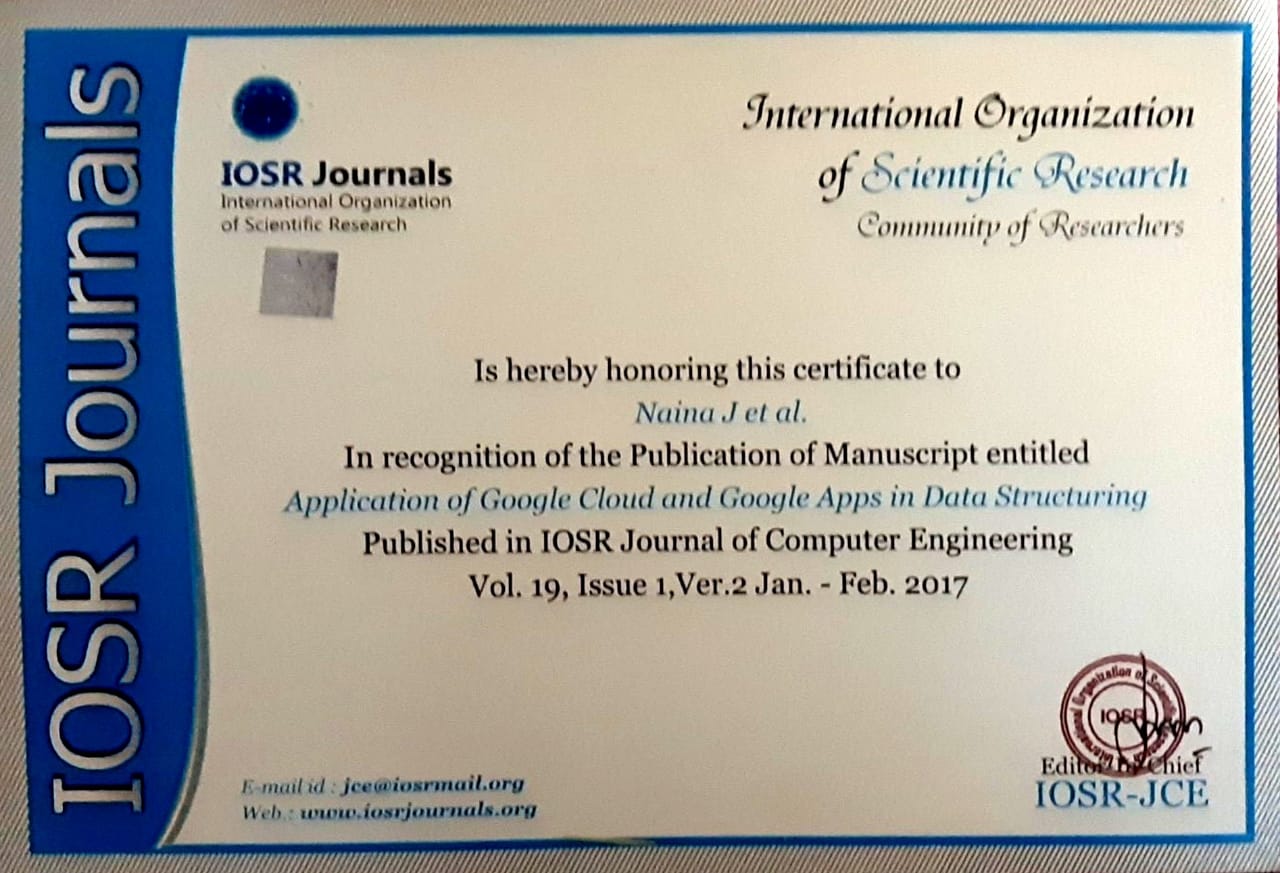 IOSR Journals
IOSR Journals
International Organization
of Scientific Research
International Organization
of Scientific Research
Community of Researchers
Is hereby honoring this certificate to
Naina J et al.
In recognition of the Publication of Manuscript entitled
Application of Google Cloud and Google Apps in Data Structuring
Published in IOSR Journal of Computer Engineering
Vol. 19, Issue 1,Ver.2 Jan. - Feb. 2017
International Organization of Scientific Research
IOSR
Editor In Chief
IOSR-JCE
E-mail id : jce@iosrmail.org
Web.: www.iosrjournals.org